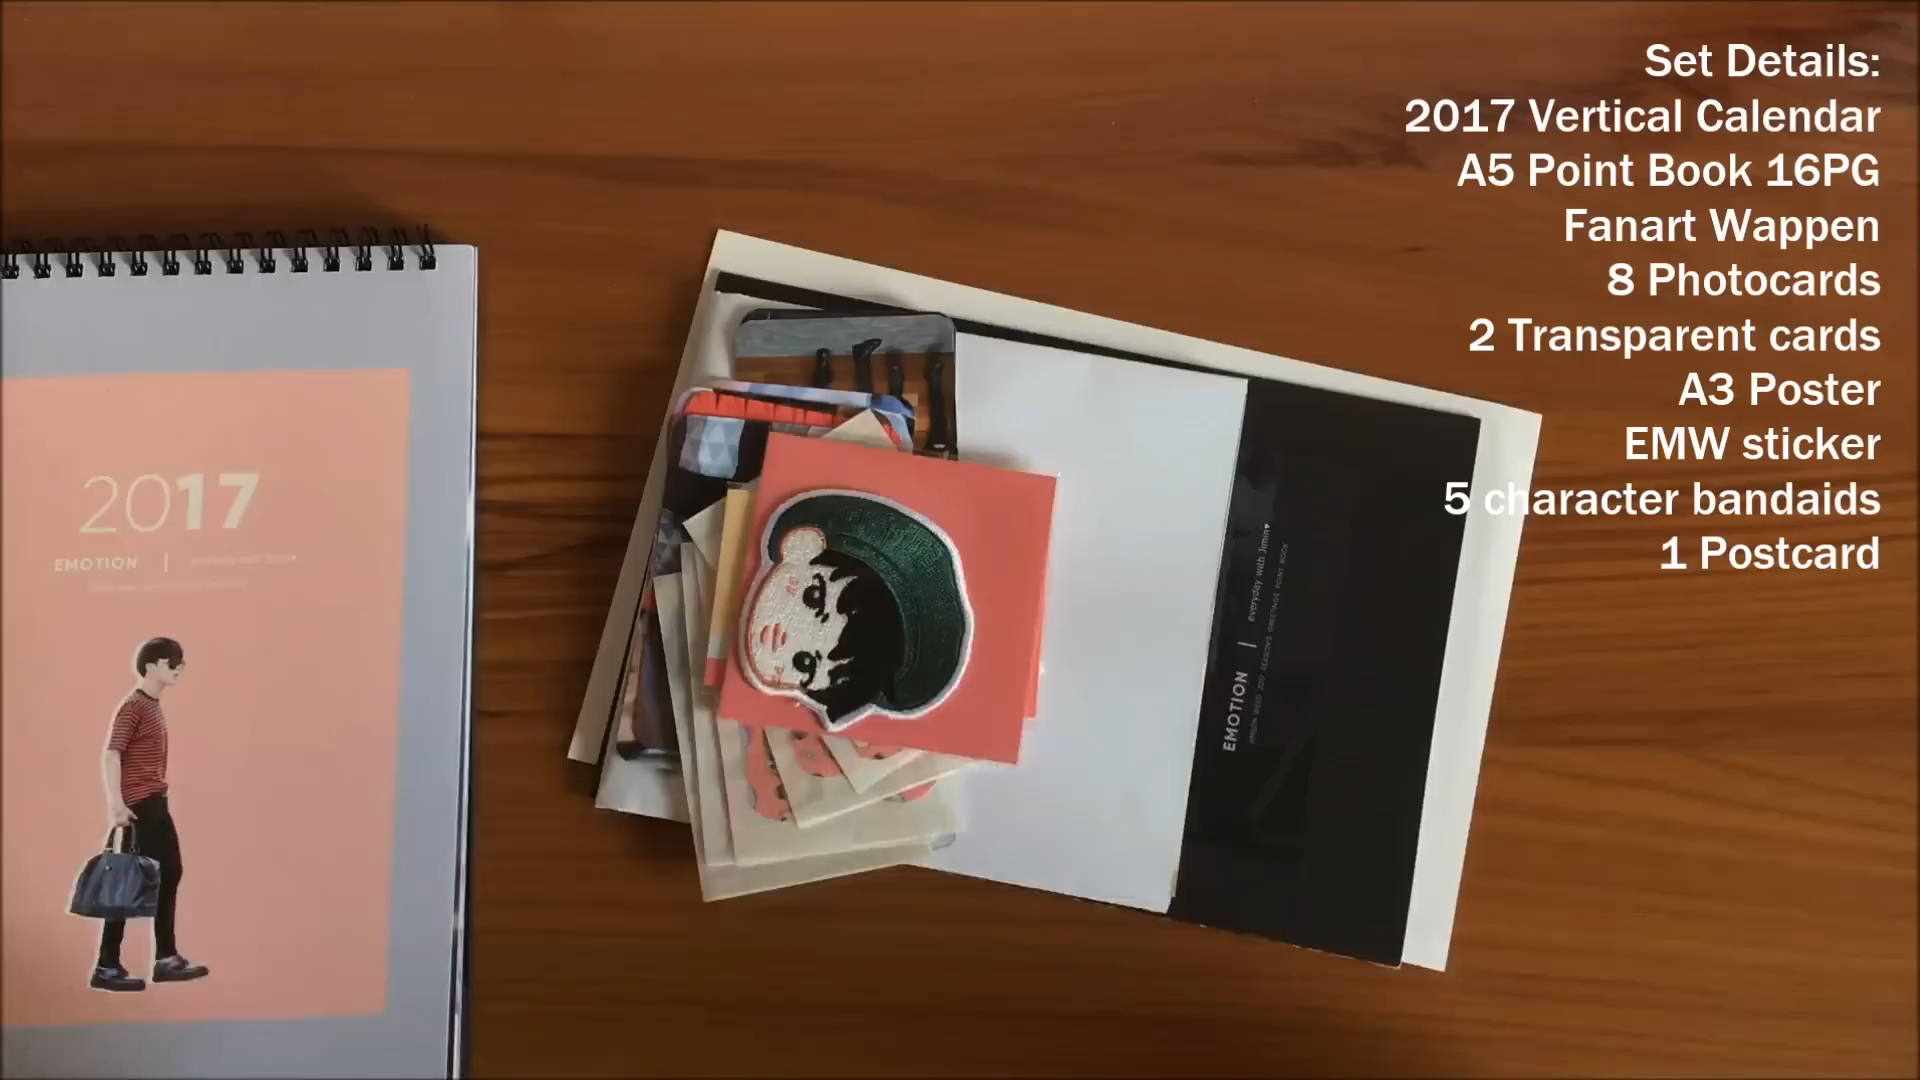 Set Details:
2017 Vertical Calendar
A5 Point Book 16PG
Fanart Wappen
8 Photocards
2 Transparent cards
A3 Poster
EMW sticker
5 character bandaids
1 Postcard
2017
EMOTION |
EMOTION | everyday with Jimin♥